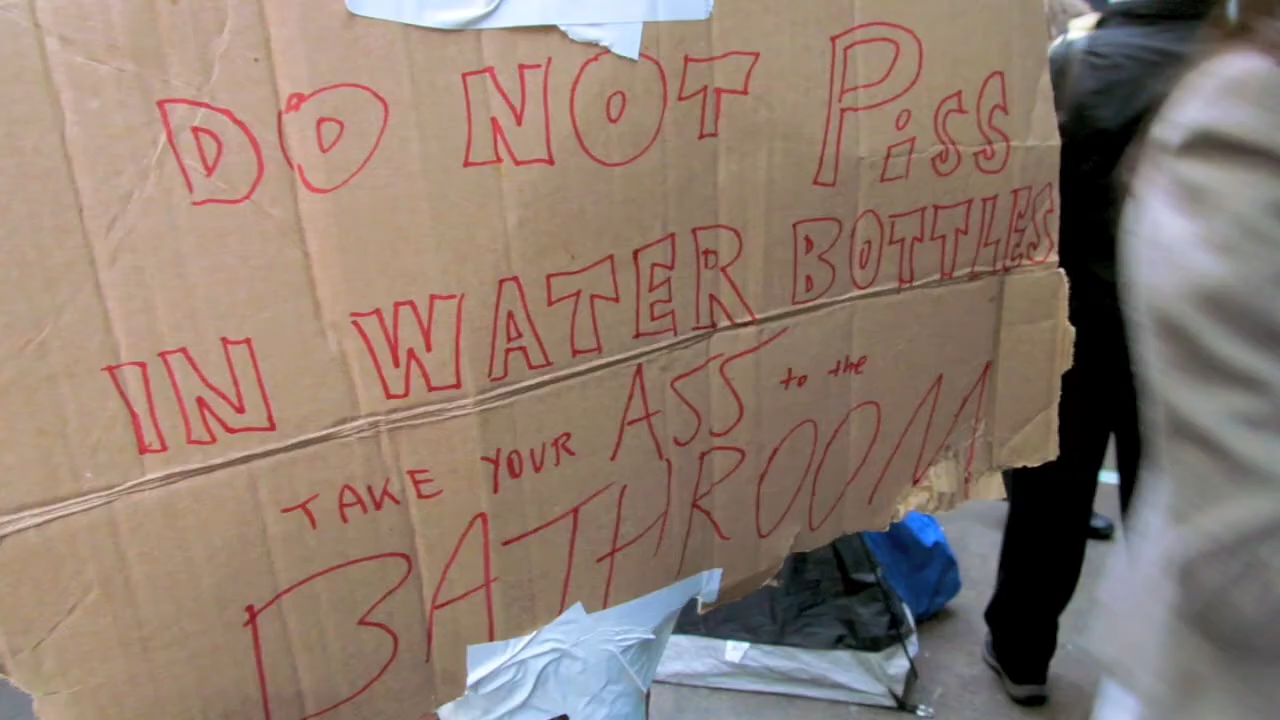 DO NOT PiSS
IN WATER BOTTLES
TAKE YOUR ASS to the
BATHROOM